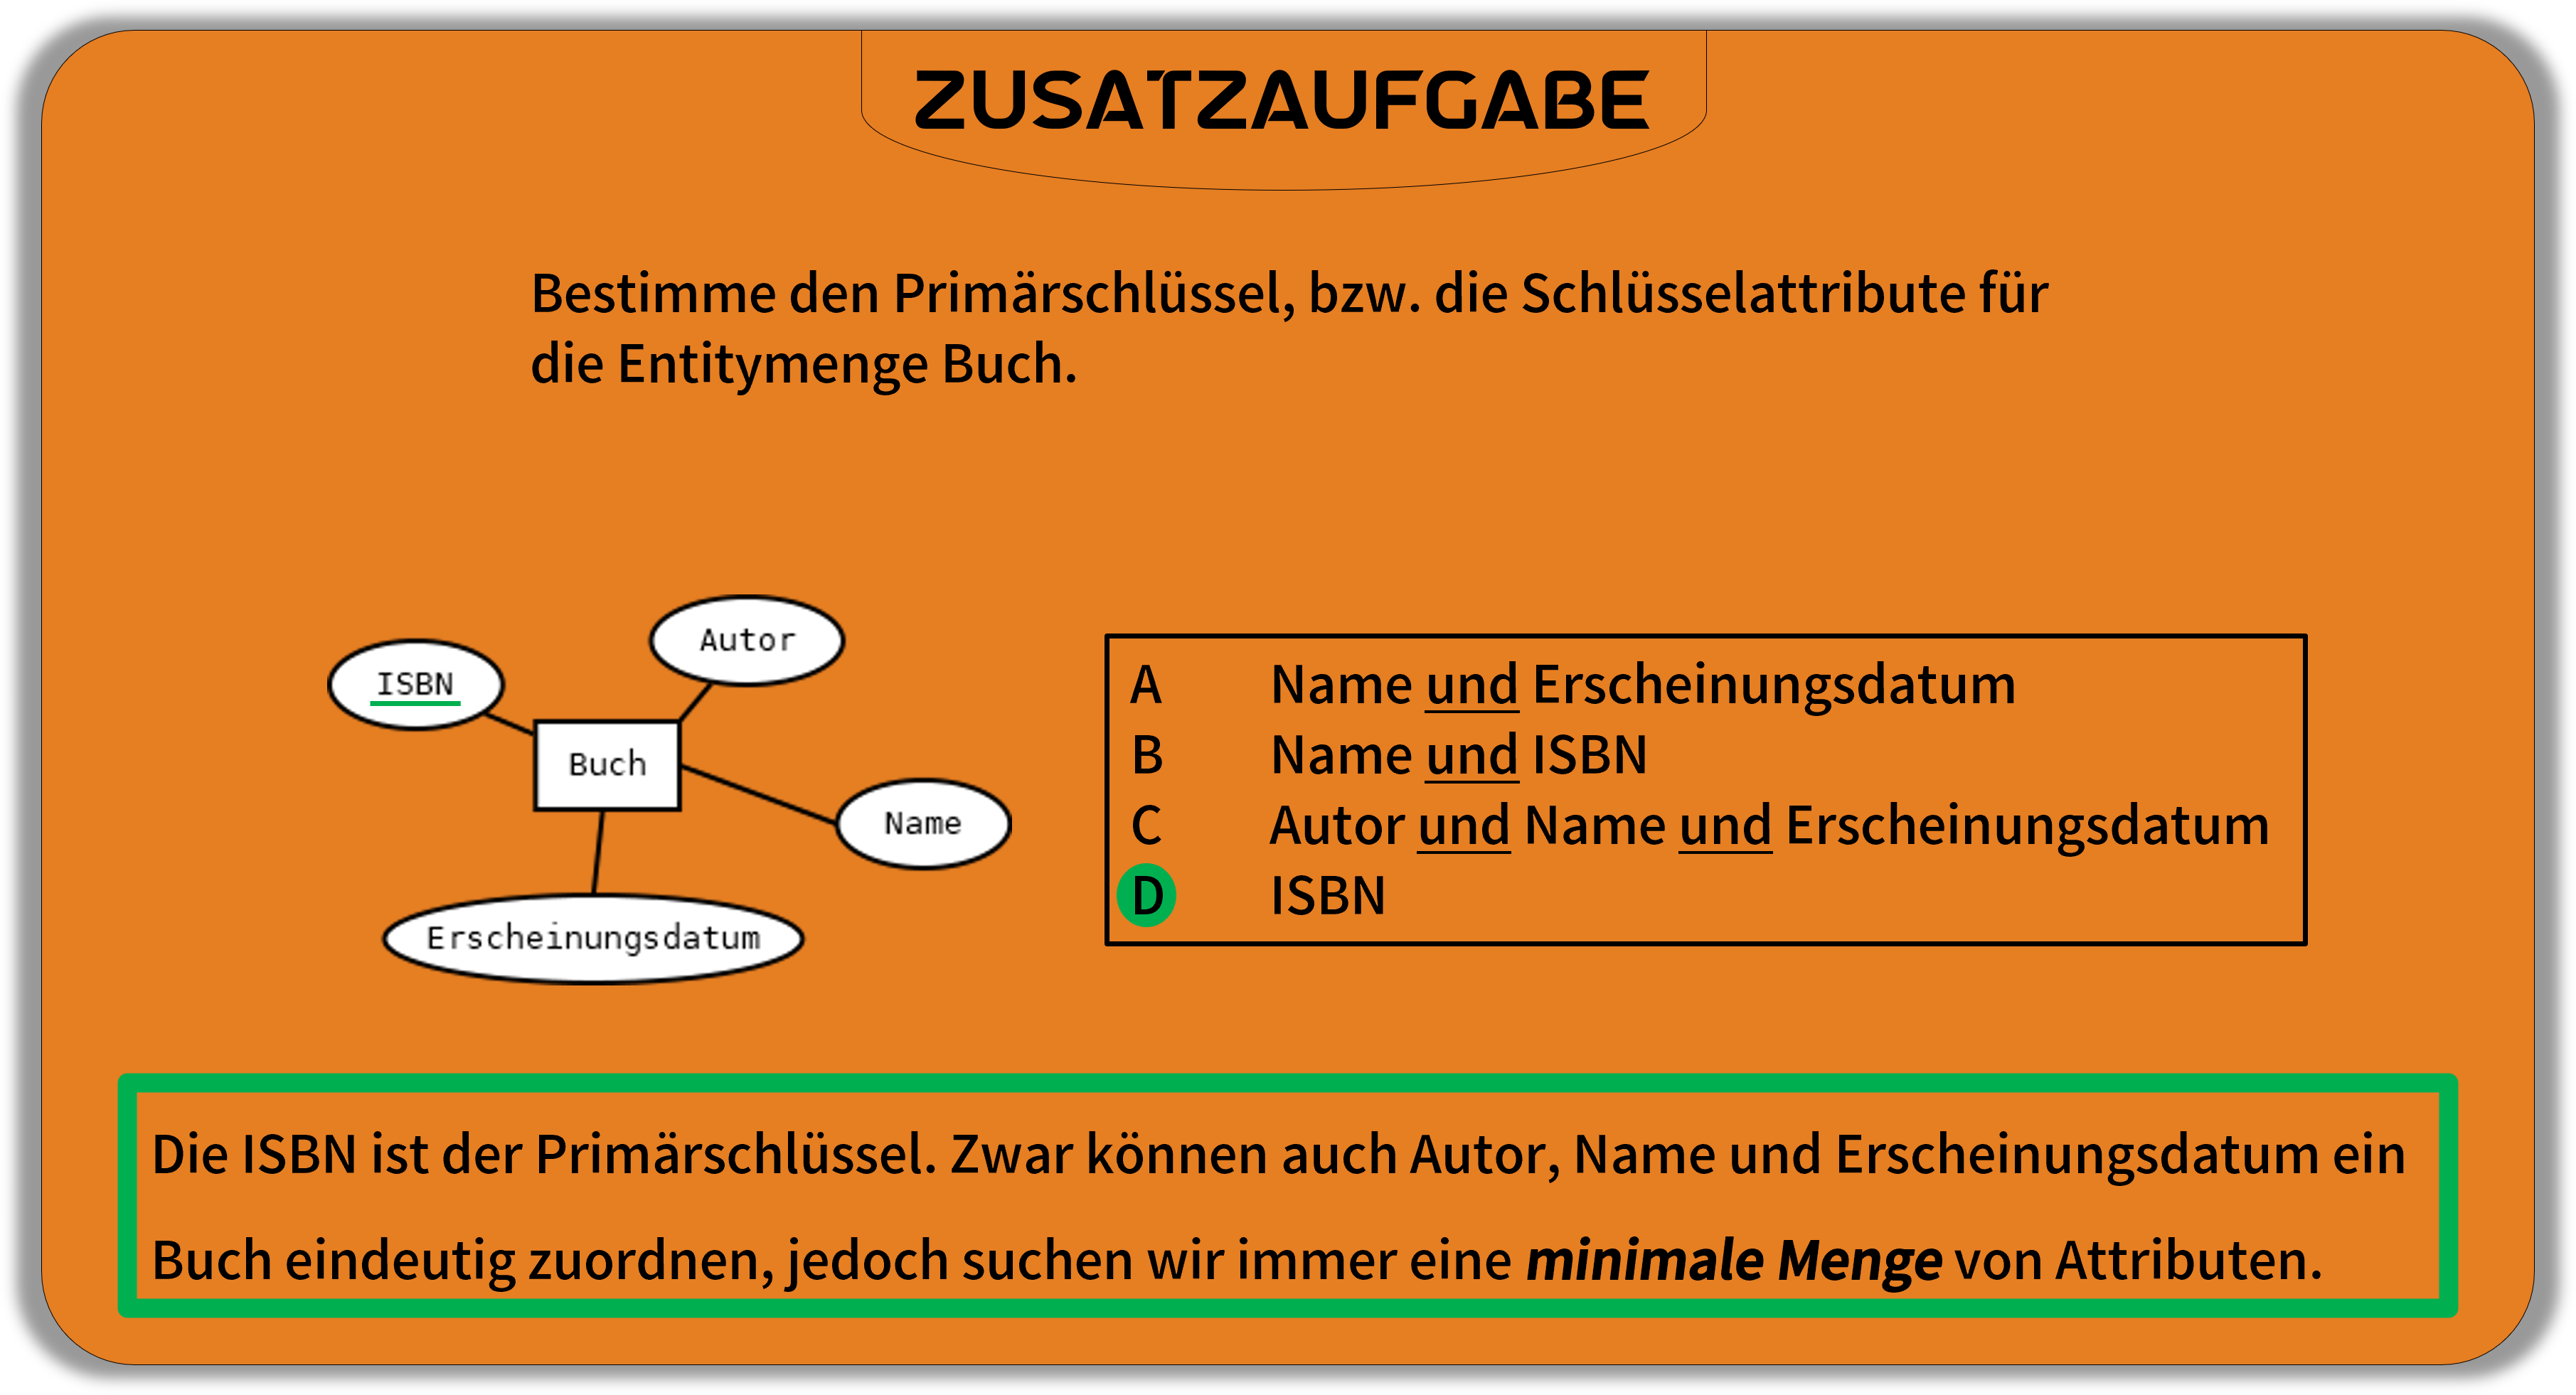 ZUSATZAUFGABE
Bestimme den Primärschlüssel, bzw. die Schlüsselattribute für
die Entitymenge Buch.
Autor
ISBN
Buch
Name
Erscheinungsdatum
A Name und Erscheinungsdatum
B Name und ISBN
C Autor und Name und Erscheinungsdatum
D ISBN
Die ISBN ist der Primärschlüssel. Zwar können auch Autor, Name und Erscheinungsdatum ein
Buch eindeutig zuordnen, jedoch suchen wir immer eine minimale Menge von Attributen.